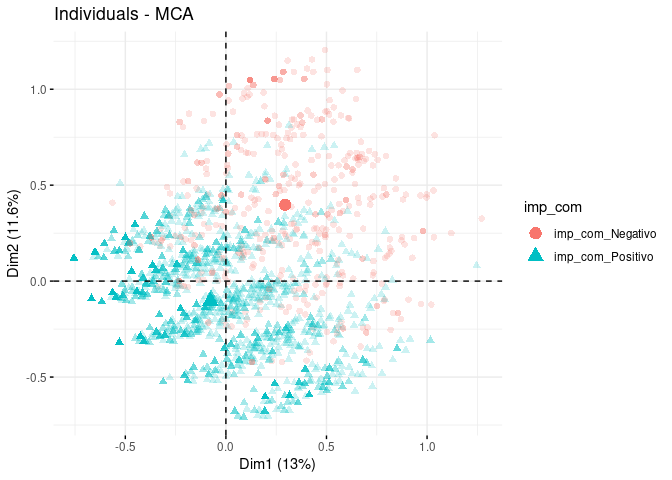 Individuals - MCA
1.0
0.5
0.0
-0.5
Dim2 (11.6%)
-0.5
0.0
0.5
1.0
Dim1 (13%)
imp_com
imp_com_Negativo
imp_com_Positivo